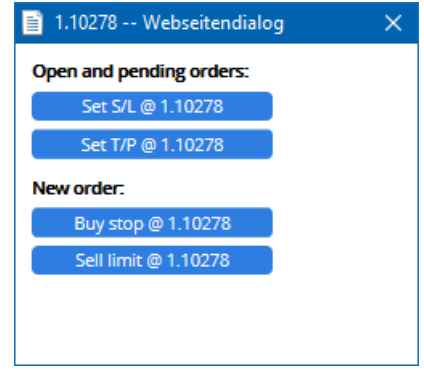 1.10278 -- Webseitendialog
Open and pending orders:
Set S/L @ 1.10278
Set T/P @ 1.10278
New order:
Buy stop @ 1.10278
Sell limit @ 1.10278